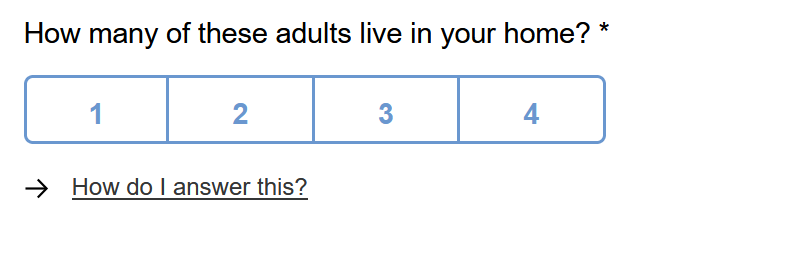 How many of these adults live in your home? *
1 2 3 4
→ How do I answer this?